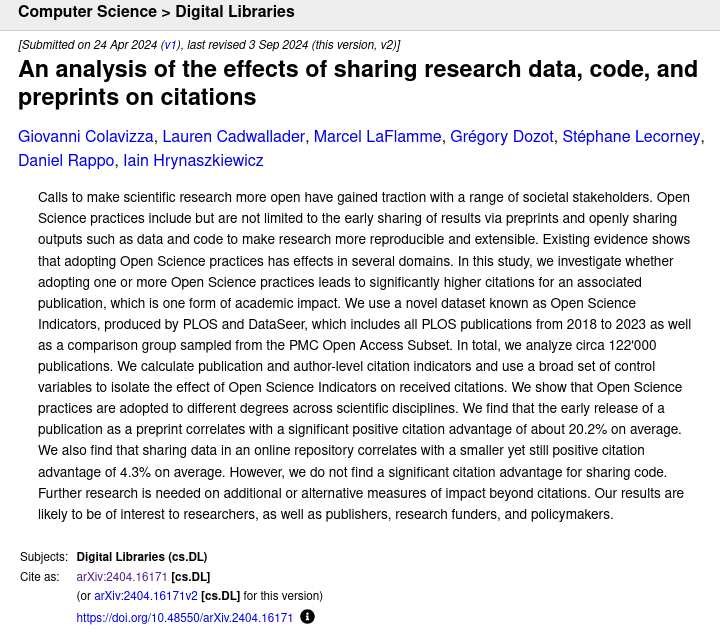 Computer Science > Digital Libraries
[Submitted on 24 Apr 2024 (v1), last revised 3 Sep 2024 (this version, v2)]
An analysis of the effects of sharing research data, code, and
preprints on citations
Giovanni Colavizza, Lauren Cadwallader, Marcel LaFlamme, Grégory Dozot, Stéphane Lecorney,
Daniel Rappo, Iain Hrynaszkiewicz
Calls to make scientific research more open have gained traction with a range of societal stakeholders. Open
Science practices include but are not limited to the early sharing of results via preprints and openly sharing
outputs such as data and code to make research more reproducible and extensible. Existing evidence shows
that adopting Open Science practices has effects in several domains. In this study, we investigate whether
adopting one or more Open Science practices leads to significantly higher citations for an associated
publication, which is one form of academic impact. We use a novel dataset known as Open Science
Indicators, produced by PLOS and DataSeer, which includes all PLOS publications from 2018 to 2023 as well
as a comparison group sampled from the PMC Open Access Subset. In total, we analyze circa 122'000
publications. We calculate publication and author-level citation indicators and use a broad set of control
variables to isolate the effect of Open Science Indicators on received citations. We show that Open Science
practices are adopted to different degrees across scientific disciplines. We find that the early release of a
publication as a preprint correlates with a significant positive citation advantage of about 20.2% on average.
We also find that sharing data in an online repository correlates with a smaller yet still positive citation
advantage of 4.3% on average. However, we do not find a significant citation advantage for sharing code.
Further research is needed on additional or alternative measures of impact beyond citations. Our results are
likely to be of interest to researchers, as well as publishers, research funders, and policymakers.
Subjects: Digital Libraries (cs.DL)
Cite as: arXiv:2404.16171 [cs.DL]
(or arXiv:2404.16171v2 [cs.DL] for this version)
https://doi.org/10.48550/arXiv.2404.16171 i